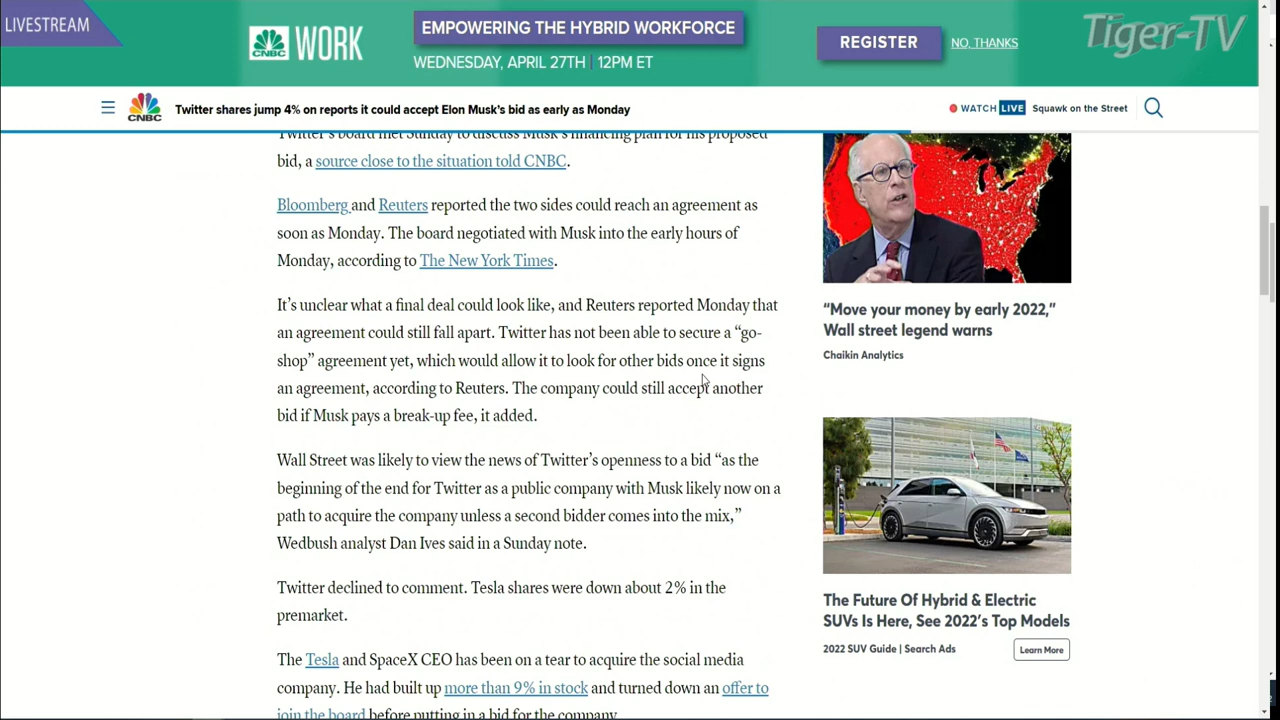 LIVESTREAM
CNBC WORK
EMPOWERING THE HYBRID WORKFORCE
WEDNESDAY, APRIL 27TH | 12PM ET
REGISTER
NO, THANKS
Tiger-TV
CNBC
Twitter shares jump 4% on reports it could accept Elon Musk's bid as early as Monday
WATCH LIVE Squawk on the Street
Twitter's board met Sunday to discuss Musk's financing plan for his proposed
bid, a source close to the situation told CNBC.
Bloomberg and Reuters reported the two sides could reach an agreement as
soon as Monday. The board negotiated with Musk into the early hours of
Monday, according to The New York Times.
It's unclear what a final deal could look like, and Reuters reported Monday that
an agreement could still fall apart. Twitter has not been able to secure a “go-
shop” agreement yet, which would allow it to look for other bids once it signs
an agreement, according to Reuters. The company could still accept another
bid if Musk pays a break-up fee, it added.
Wall Street was likely to view the news of Twitter's openness to a bid “as the
beginning of the end for Twitter as a public company with Musk likely now on a
path to acquire the company unless a second bidder comes into the mix,”
Wedbush analyst Dan Ives said in a Sunday note.
Twitter declined to comment. Tesla shares were down about 2% in the
premarket.
The Tesla and SpaceX CEO has been on a tear to acquire the social media
company. He had built up more than 9% in stock and turned down an offer to
join the board before putting in a bid for the company.
“Move your money by early 2022,”
Wall street legend warns
Chaikin Analytics
The Future Of Hybrid & Electric
SUVs Is Here, See 2022's Top Models
2022 SUV Guide | Search Ads
Learn More